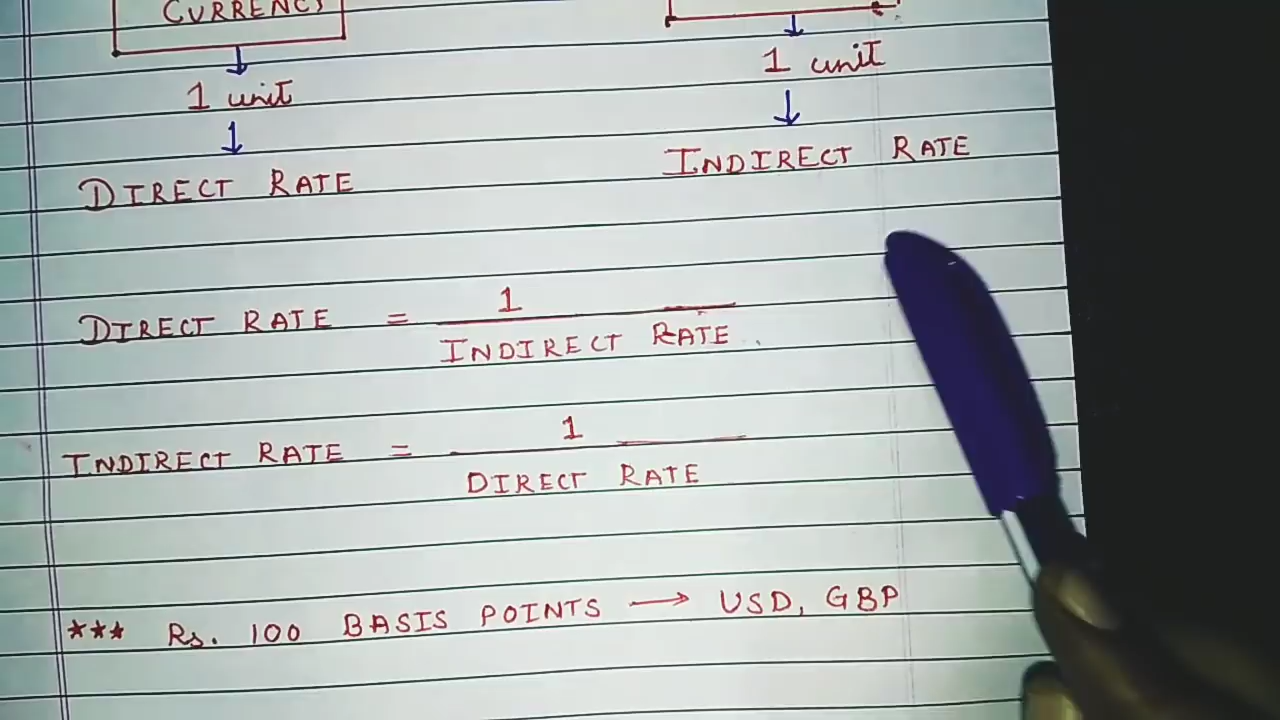 CURRENCY
1 unit
1 unit
DIRECT RATE
INDIRECT RATE
DIRECT RATE = 1
INDIRECT RATE.
INDIRECT RATE = 1
DIRECT RATE
*** Rs. 100 BASIS POINTS → USD, GBP